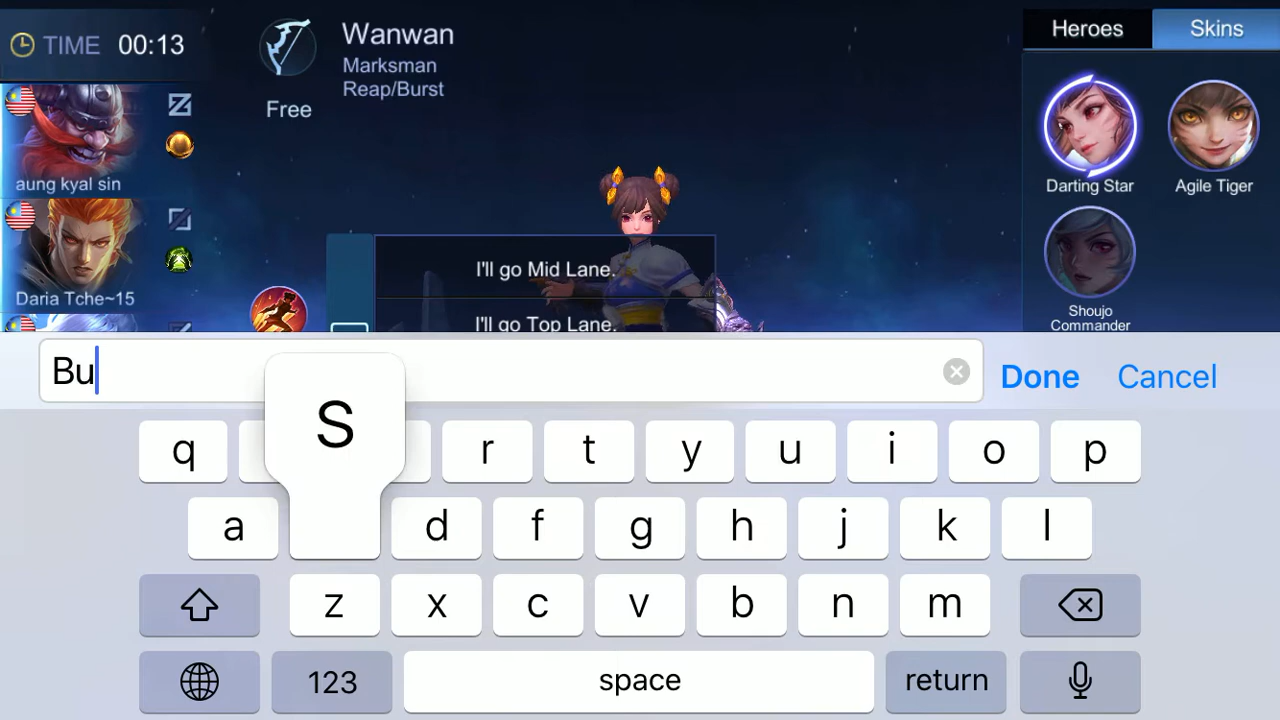 TIME 00:13
Wanwan
Marksman
Reap/Burst
Free
Heroes Skins
Darting Star Agile Tiger
Shoujo
Commander
aung kyal sin
Daria Tche~15
I'll go Mid Lane.
I'll go Top Lane.
Bu
Done Cancel
S
q r t y u i o p
a d f g h j k l
z x c v b n m
123 space return